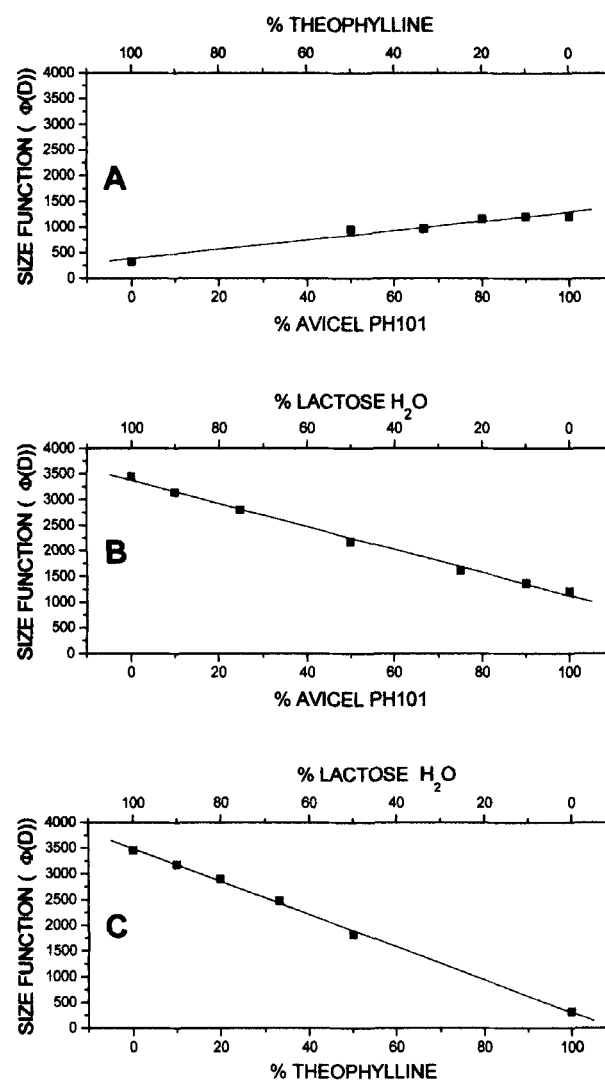 % THEOPHYLLINE
100 80 60 40 20 0
SIZE FUNCTION ( Φ(D))
4000
3500
3000
2500
2000
1500
1000
500
0
A
0 20 40 60 80 100
% AVICEL PH101
% LACTOSE H2O
100 80 60 40 20 0
SIZE FUNCTION ( Φ(D))
4000
3500
3000
2500
2000
1500
1000
500
0
B
0 20 40 60 80 100
% AVICEL PH101
% LACTOSE H2O
100 80 60 40 20 0
SIZE FUNCTION ( Φ(D))
4000
3500
3000
2500
2000
1500
1000
500
0
C
0 20 40 60 80 100
% THEOPHYLLINE